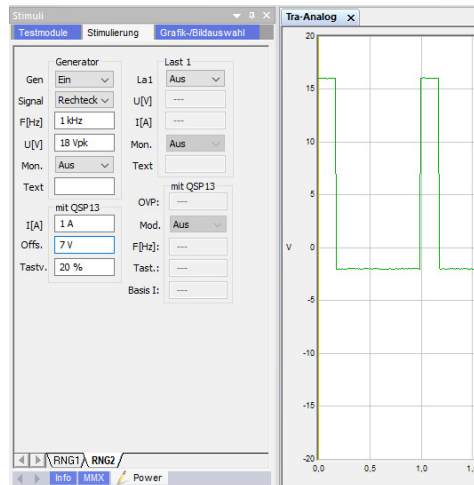 Stimuli
Testmodule Stimulierung Grafik-/Bildauswahl
Generator
Gen Ein
Signal Rechteck
F[Hz] 1 kHz
U[V] 18 Vpk
Mon. Aus
Text
mit QSP13
I[A] 1 A
Offs. 7 V
Tastv. 20 %
Last 1
La1 Aus
U[V] ---
I[A] ---
Mon. Aus
Text
mit QSP13
OVP: ---
Mod. Aus
F[Hz]: ---
Tast.: ---
Basis I: ---
RNG1 RNG2
Info MMX Power
Tra-Analog X
20
15
10
5
V 0
-5
-10
-15
-20
0,0 0,5 1,0 1,